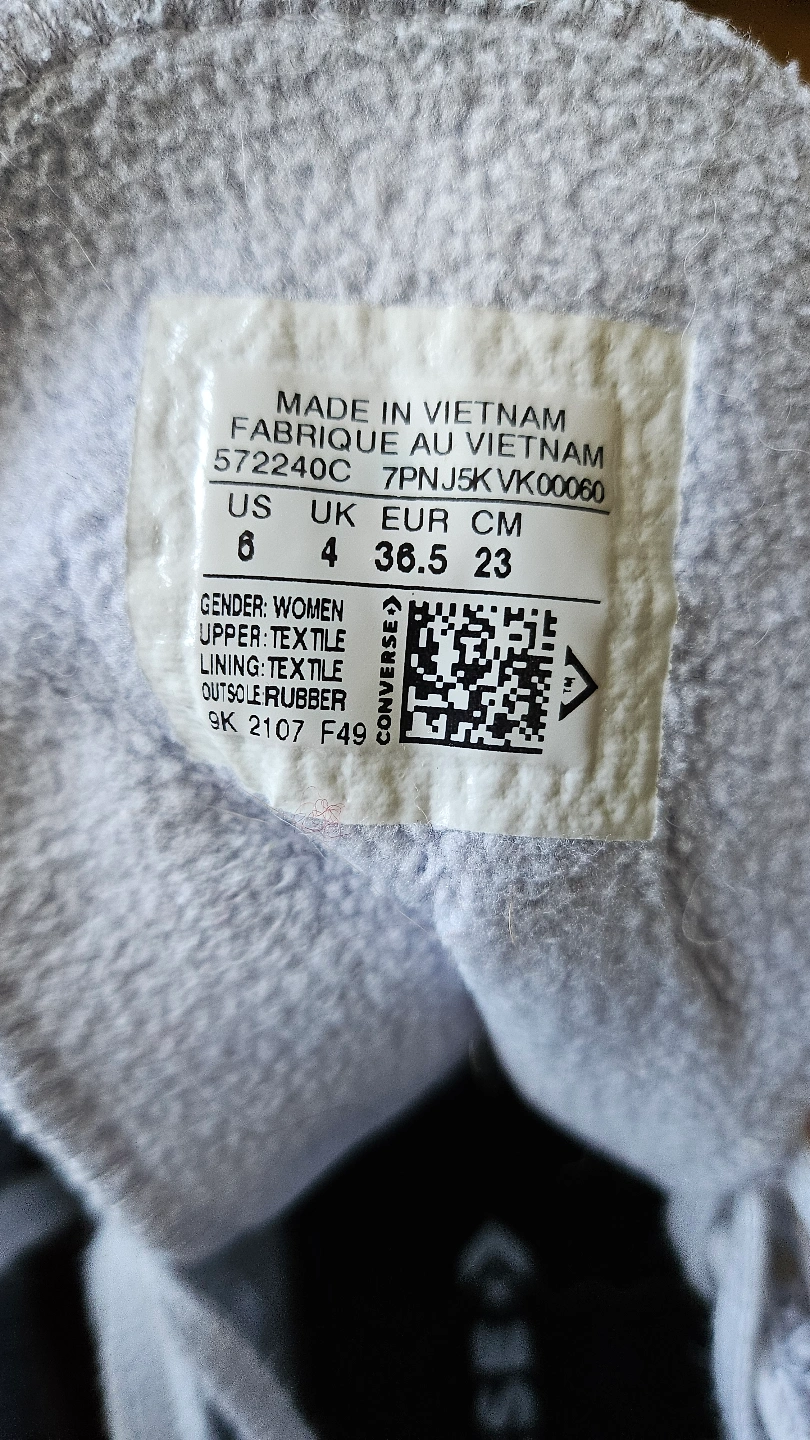 MADE IN VIETNAM
FABRIQUE AU VIETNAM
572240C 7PNJ5KVK00060
US UK EUR CM
6 4 36.5 23
GENDER: WOMEN
UPPER: TEXTILE
LINING: TEXTILE
OUTSOLE: RUBBER
9K 2107 F49
CONVERSE
TM